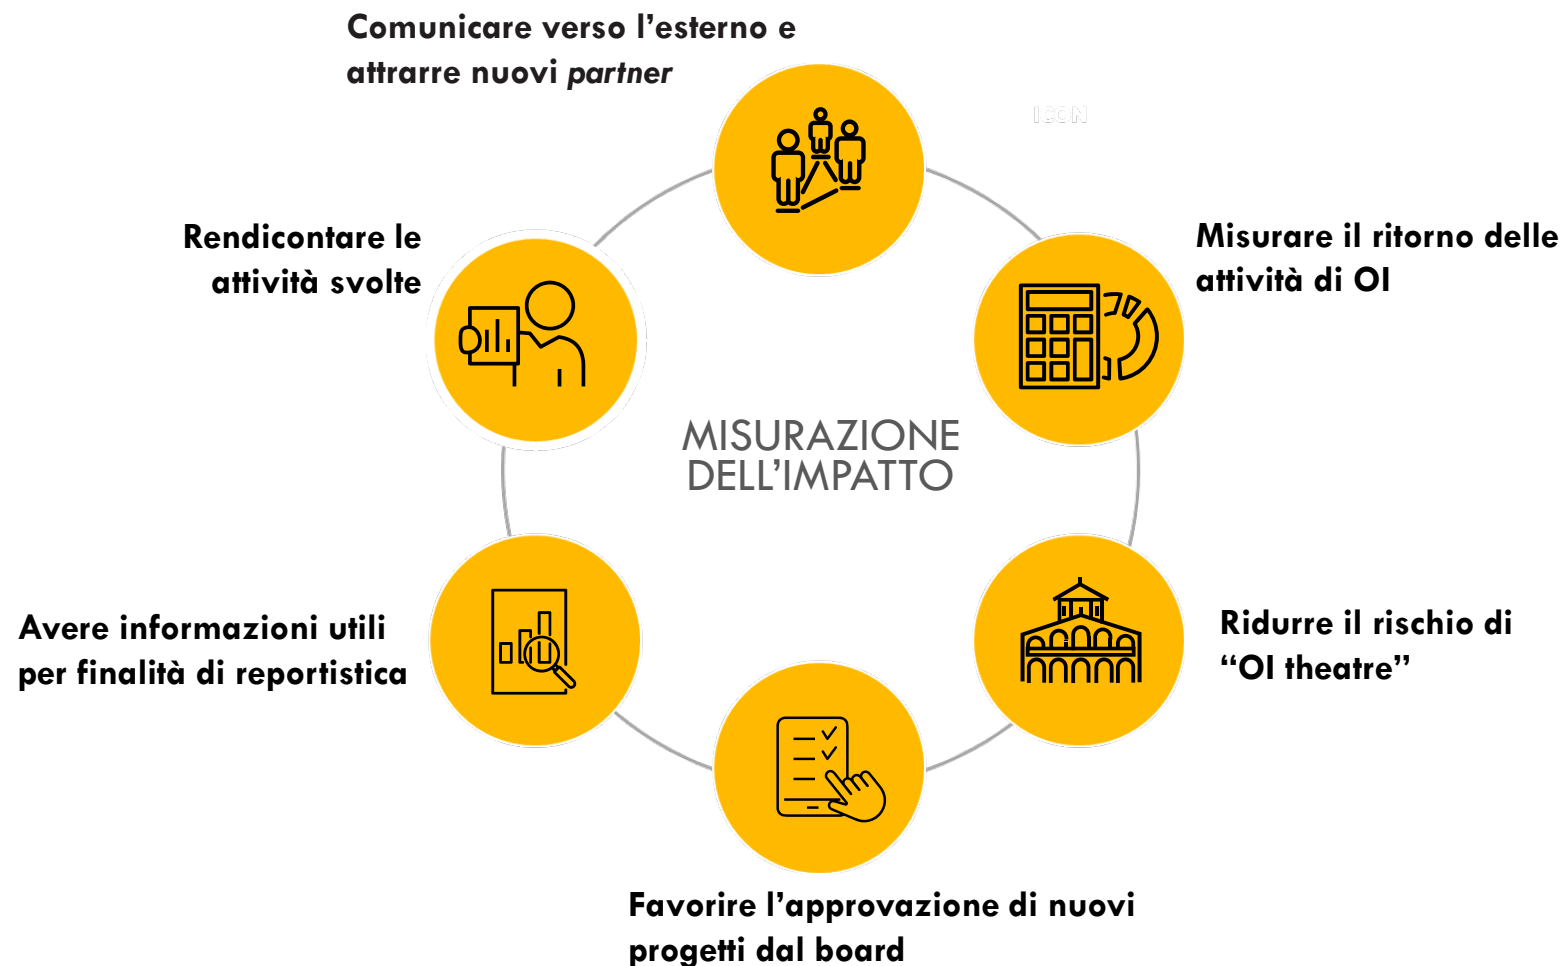 Comunicare verso l’esterno e
attrarre nuovi partner
ICON
Misurare il ritorno delle
attività di OI
Rendicontare le
attività svolte
MISURAZIONE
DELL’IMPATTO
Ridurre il rischio di
“OI theatre”
Avere informazioni utili
per finalità di reportistica
Favorire l’approvazione di nuovi
progetti dal board